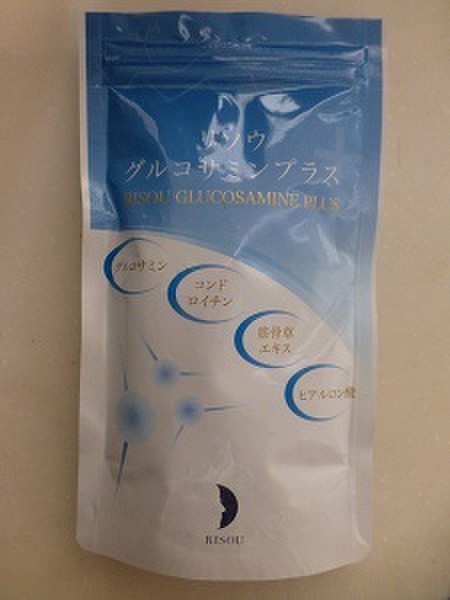 リソウ
グルコサミンプラス
RISOU GLUCOSAMINE PLUS
グルコサミン
コンド
ロイチン
筋骨草
エキス
ヒアルロン酸
RISOU